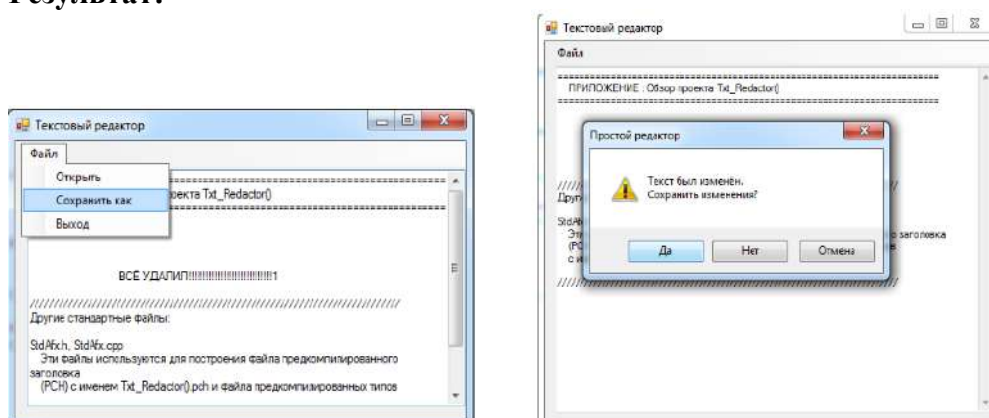 Результат:
Текстовый редактор
Файл
Открыть
Сохранить как
Выход
оекта Txt_Redactor()
ВСЁ УДАЛИЛ!!!!!!!!!!!!!!!!!!!!!!!!!!!!!1
Другие стандартные файлы:
StdAfx.h, StdAfx.cpp
Эти файлы используются для построения файла предкомпилированного
заголовка
(PCH) с именем Txt_Redactor().pch и файла предкомпилированных типов
Текстовый редактор
Файл
ПРИЛОЖЕНИЕ : Обзор проекта Txt_Redactor()
Простой редактор
Текст был изменён.
Сохранить изменения?
Да
Нет
Отмена
заголовка